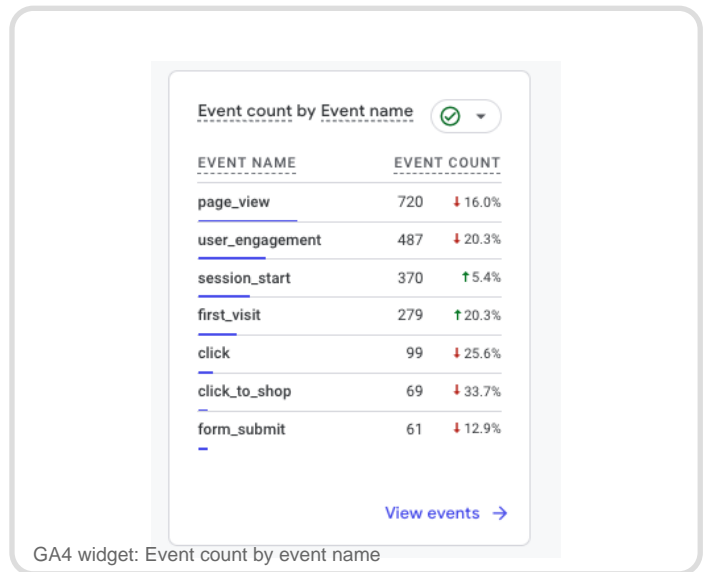 Event count by Event name
EVENT NAME EVENT COUNT
page_view 720 ↓ 16.0%
user_engagement 487 ↓ 20.3%
session_start 370 ↑ 5.4%
first_visit 279 ↑ 20.3%
click 99 ↓ 25.6%
click_to_shop 69 ↓ 33.7%
form_submit 61 ↓ 12.9%
View events →
GA4 widget: Event count by event name